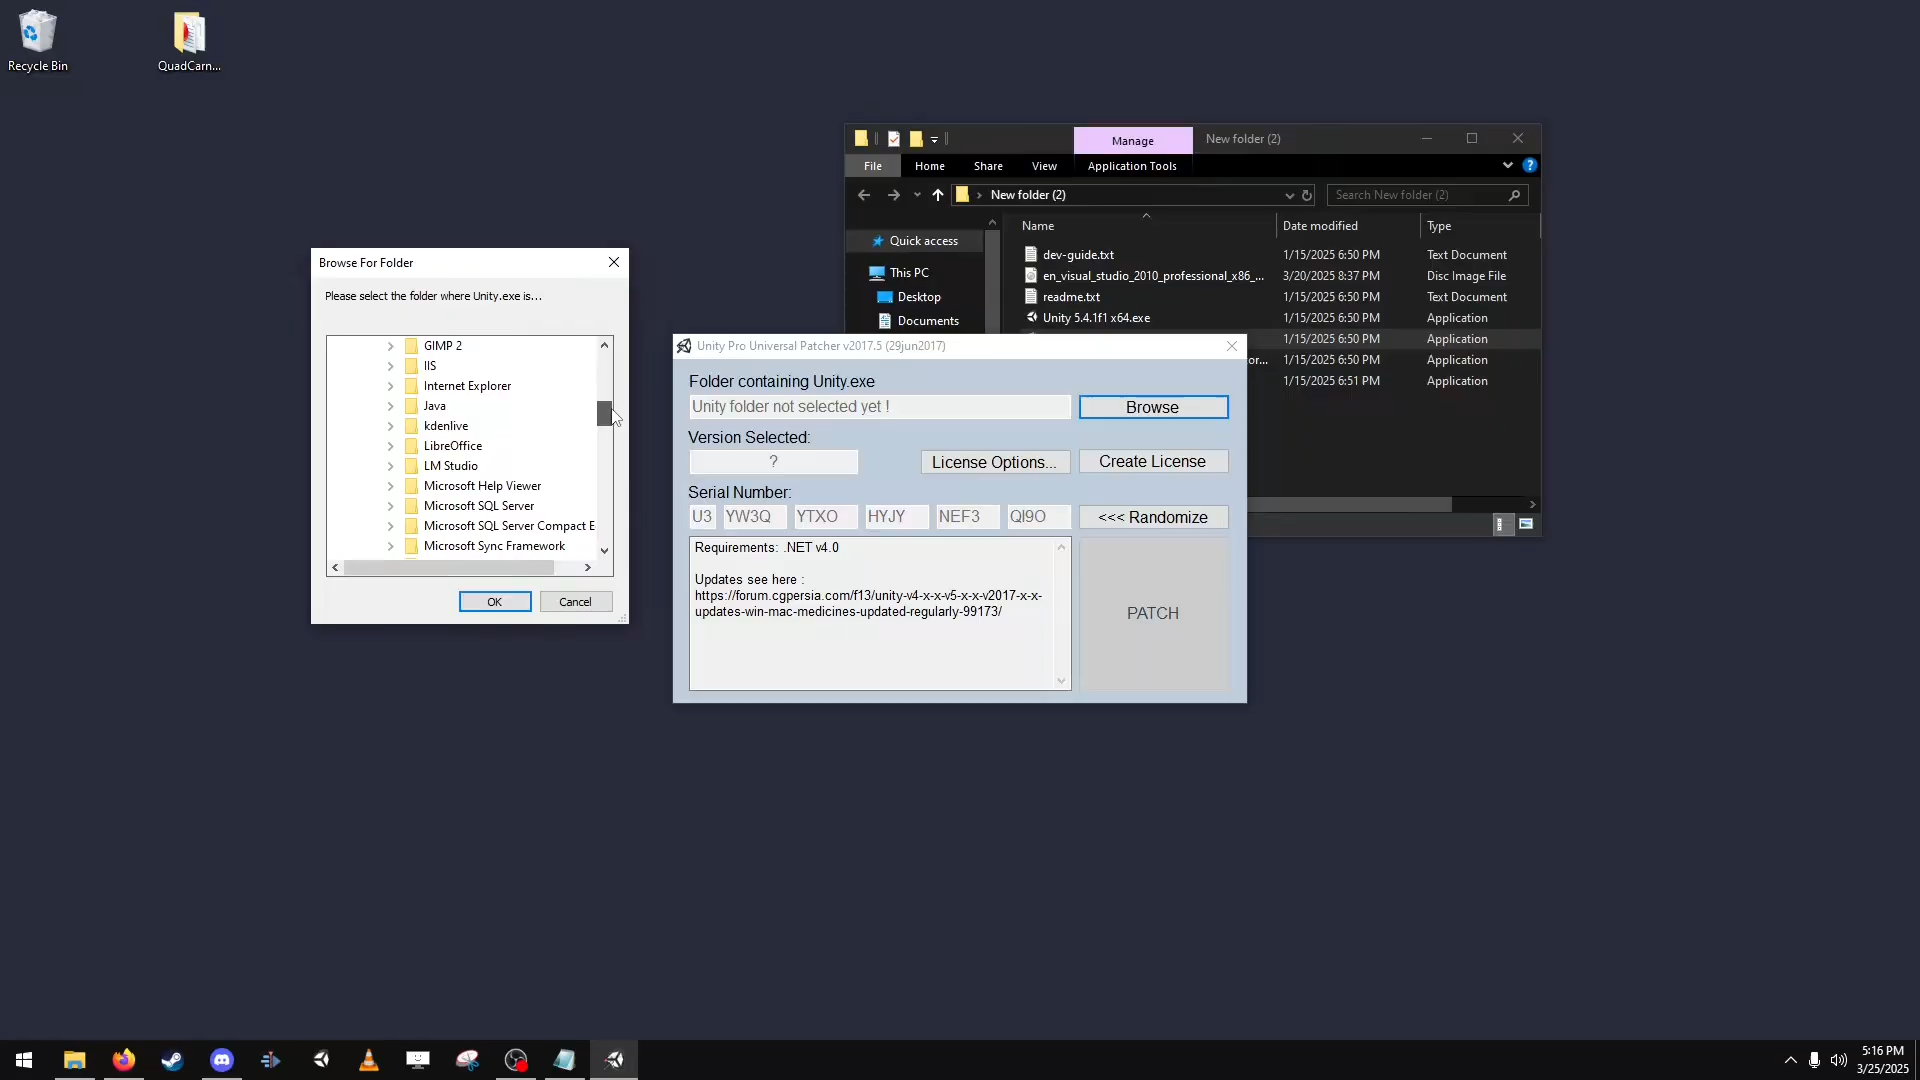 Recycle Bin
QuadCarn...
Manage
New folder (2)
File
Home
Share
View
Application Tools
New folder (2)
Search New folder (2)
Name
Date modified
Type
Quick access
This PC
Desktop
Documents
dev-guide.txt
1/15/2025 6:50 PM
Text Document
en_visual_studio_2010_professional_x86_...
3/20/2025 8:37 PM
Disc Image File
readme.txt
1/15/2025 6:50 PM
Text Document
Unity 5.4.1f1 x64.exe
1/15/2025 6:50 PM
Application
1/15/2025 6:50 PM
Application
or...
1/15/2025 6:50 PM
Application
1/15/2025 6:51 PM
Application
Browse For Folder
Please select the folder where Unity.exe is...
GIMP 2
IIS
Internet Explorer
Java
kdenlive
LibreOffice
LM Studio
Microsoft Help Viewer
Microsoft SQL Server
Microsoft SQL Server Compact E
Microsoft Sync Framework
OK
Cancel
Unity Pro Universal Patcher v2017.5 (29jun2017)
Folder containing Unity.exe
Unity folder not selected yet !
Browse
Version Selected:
?
License Options...
Create License
Serial Number:
U3
YW3Q
YTXO
HYJY
NEF3
QI9O
<<< Randomize
Requirements: .NET v4.0
Updates see here :
https://forum.cgpersia.com/f13/unity-v4-x-x-v5-x-x-v2017-x-x-
updates-win-mac-medicines-updated-regularly-99173/
PATCH
5:16 PM
3/25/2025